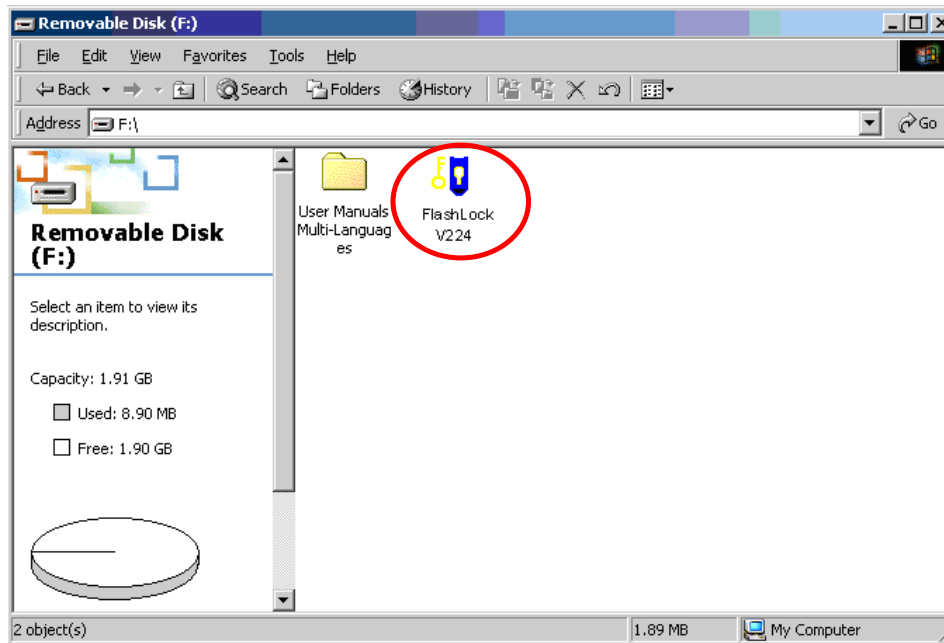 Removable Disk (F:)
File Edit View Favorites Tools Help
Back Search Folders History
Address F:\ Go
User Manuals
Multi-Languag
es
FlashLock
V224
Removable Disk
(F:)
Select an item to view its
description.
Capacity: 1.91 GB
Used: 8.90 MB
Free: 1.90 GB
2 object(s) 1.89 MB My Computer